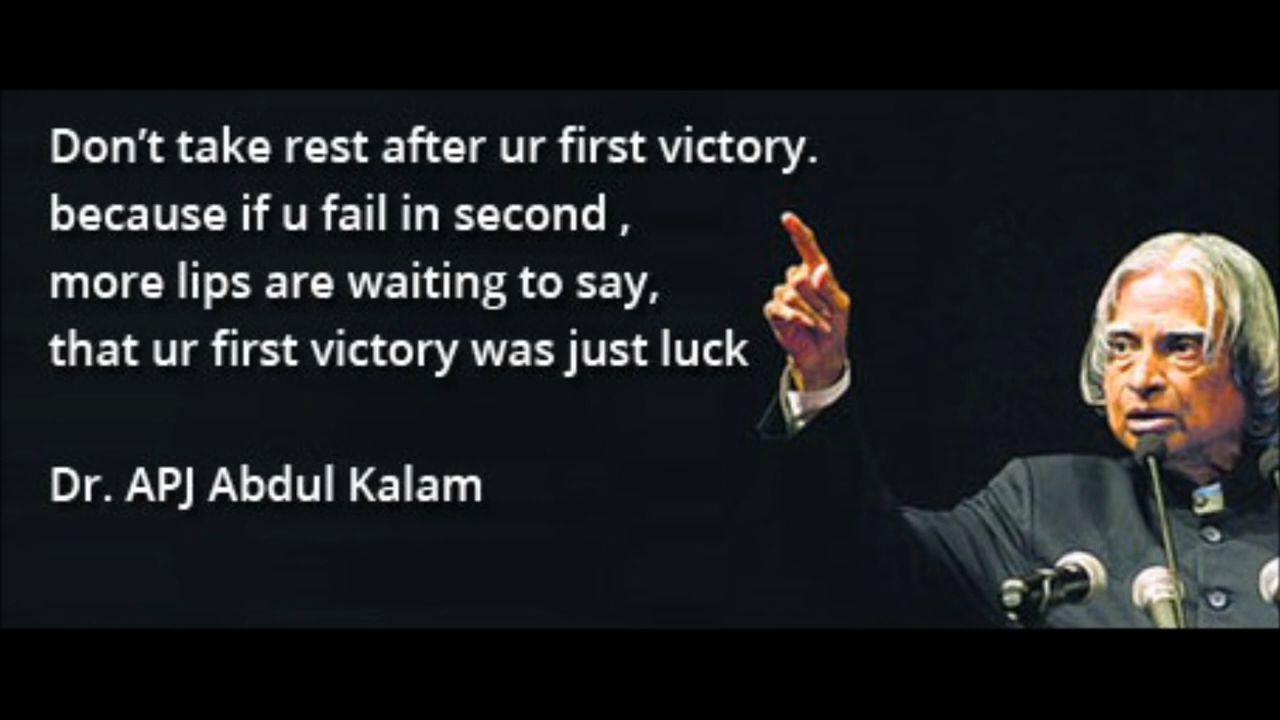 Don’t take rest after ur first victory.
because if u fail in second ,
more lips are waiting to say,
that ur first victory was just luck
Dr. APJ Abdul Kalam